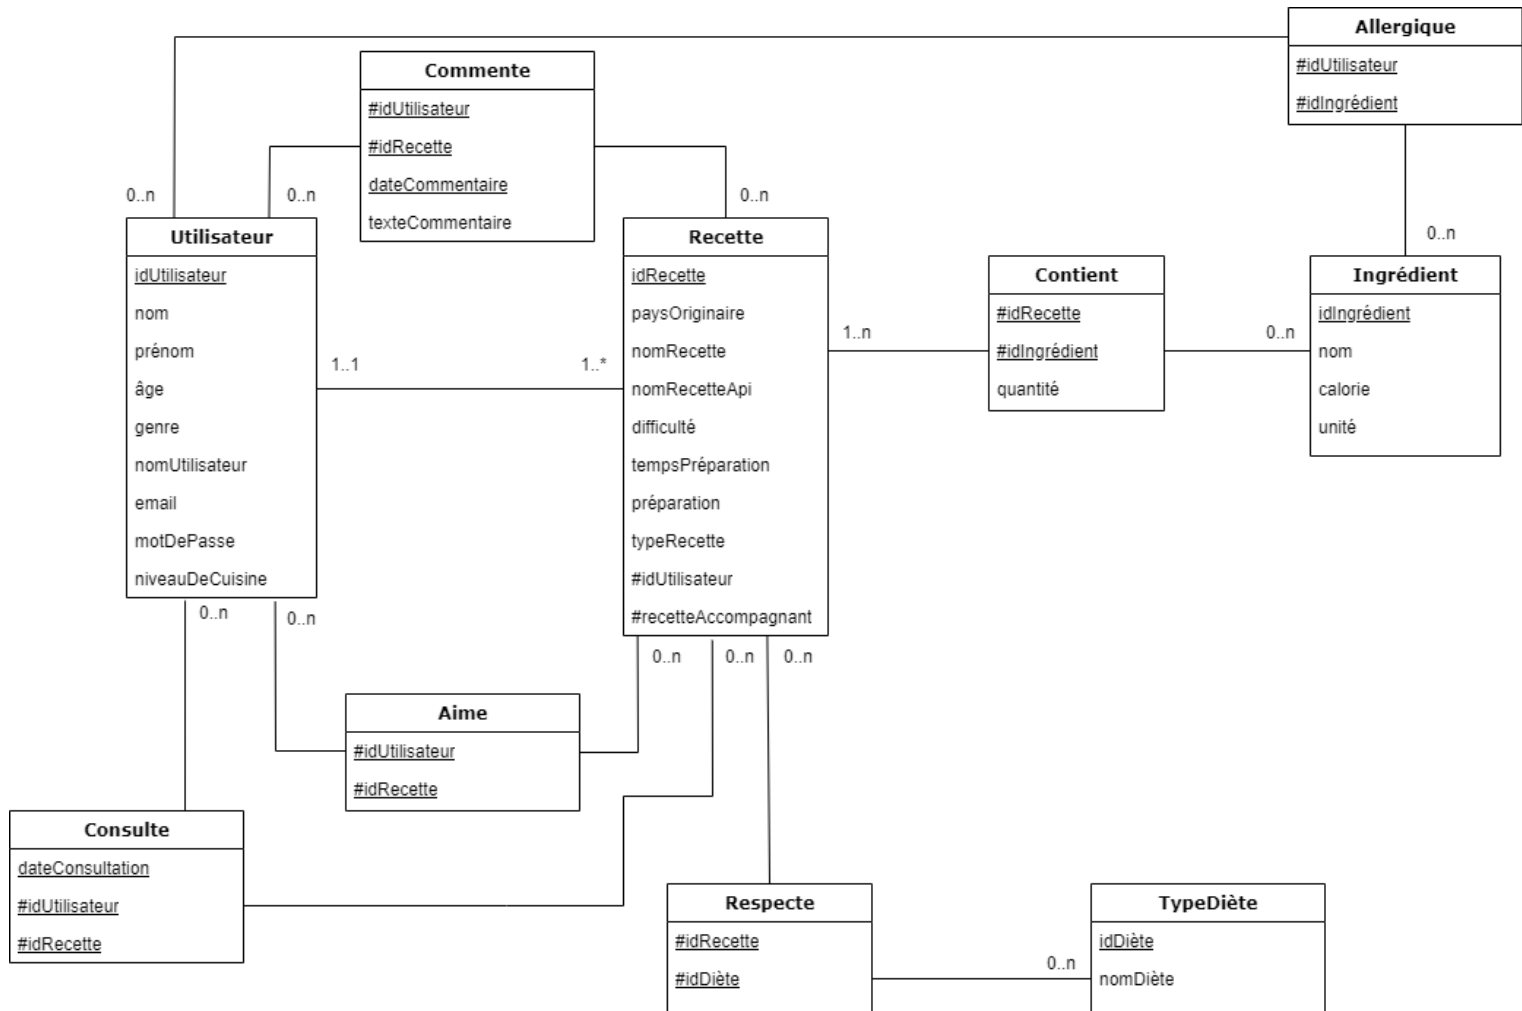 Allergique
#idUtilisateur
#idIngrédient
Commente
#idUtilisateur
#idRecette
dateCommentaire
texteCommentaire
0..n
0..n
0..n
0..n
Utilisateur
idUtilisateur
nom
prénom
âge
genre
nomUtilisateur
email
motDePasse
niveauDeCuisine
1..1
1..*
Recette
idRecette
paysOriginaire
nomRecette
nomRecetteApi
difficulté
tempsPréparation
préparation
typeRecette
#idUtilisateur
#recetteAccompagnant
1..n
Contient
#idRecette
#idIngrédient
quantité
0..n
Ingrédient
idIngrédient
nom
calorie
unité
0..n
0..n
0..n
0..n
0..n
Aime
#idUtilisateur
#idRecette
Consulte
dateConsultation
#idUtilisateur
#idRecette
Respecte
#idRecette
#idDiète
0..n
TypeDiète
idDiète
nomDiète